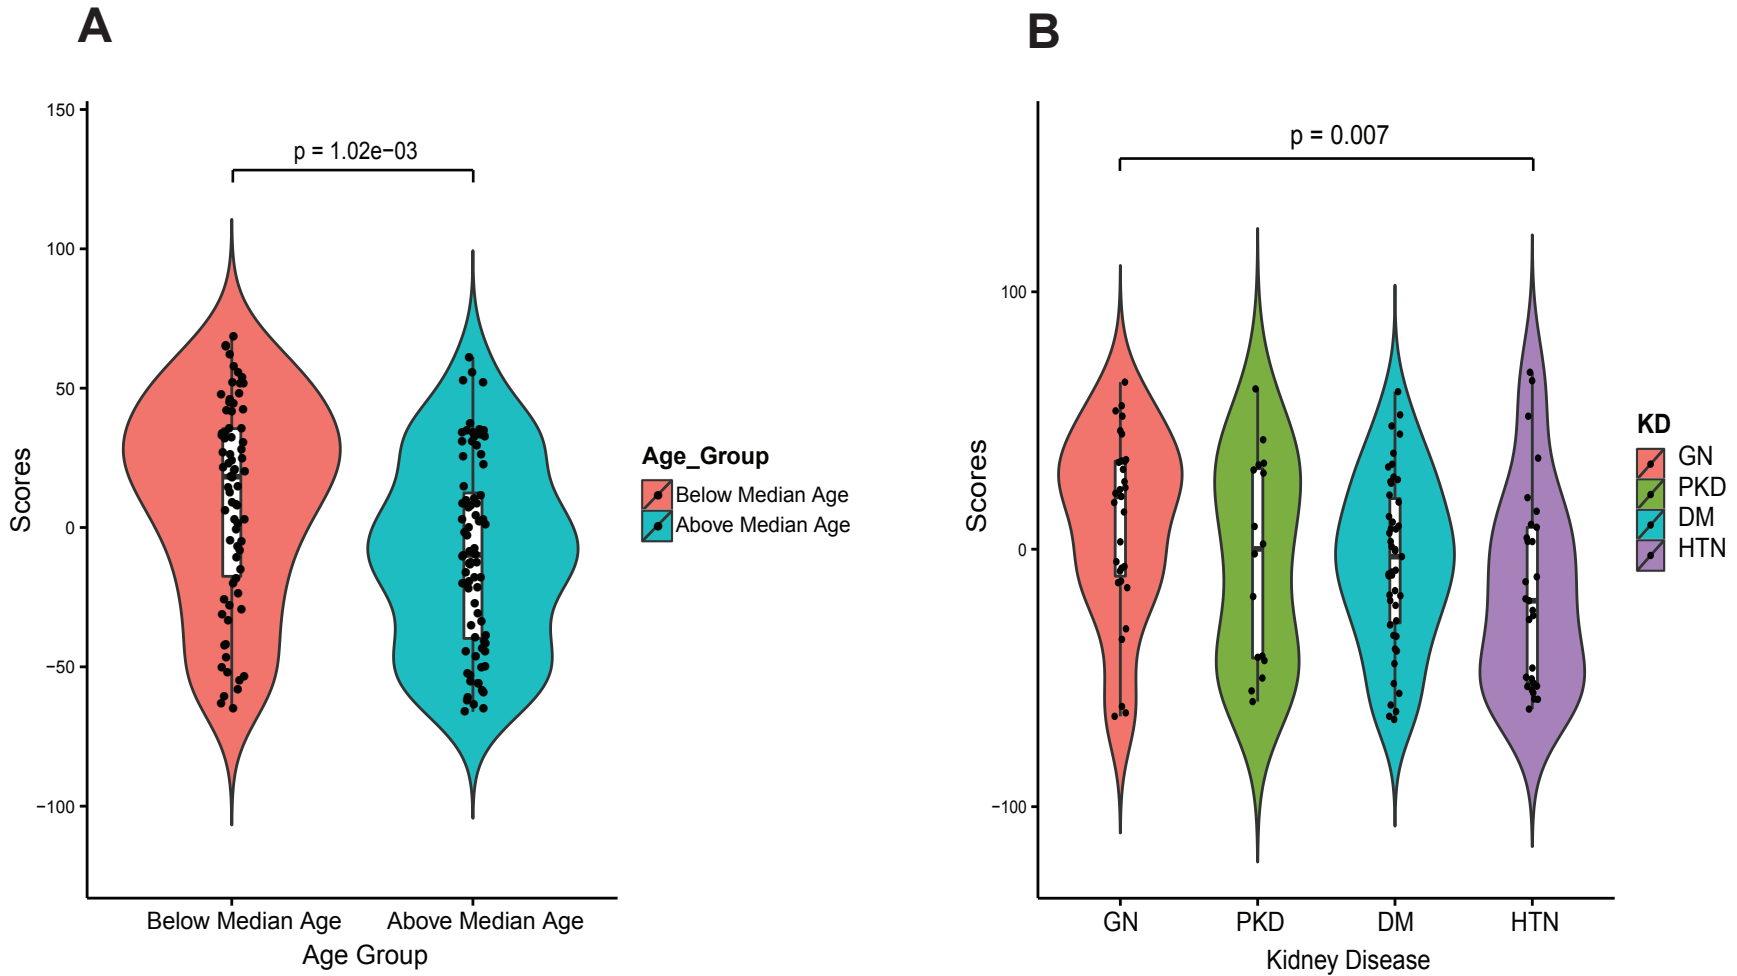 A
150
100
50
0
−50
−100
Scores
p = 1.02e−03
Below Median Age
Above Median Age
Age Group
Age_Group
Below Median Age
Above Median Age
B
100
0
−100
Scores
p = 0.007
GN
PKD
DM
HTN
Kidney Disease
KD
GN
PKD
DM
HTN